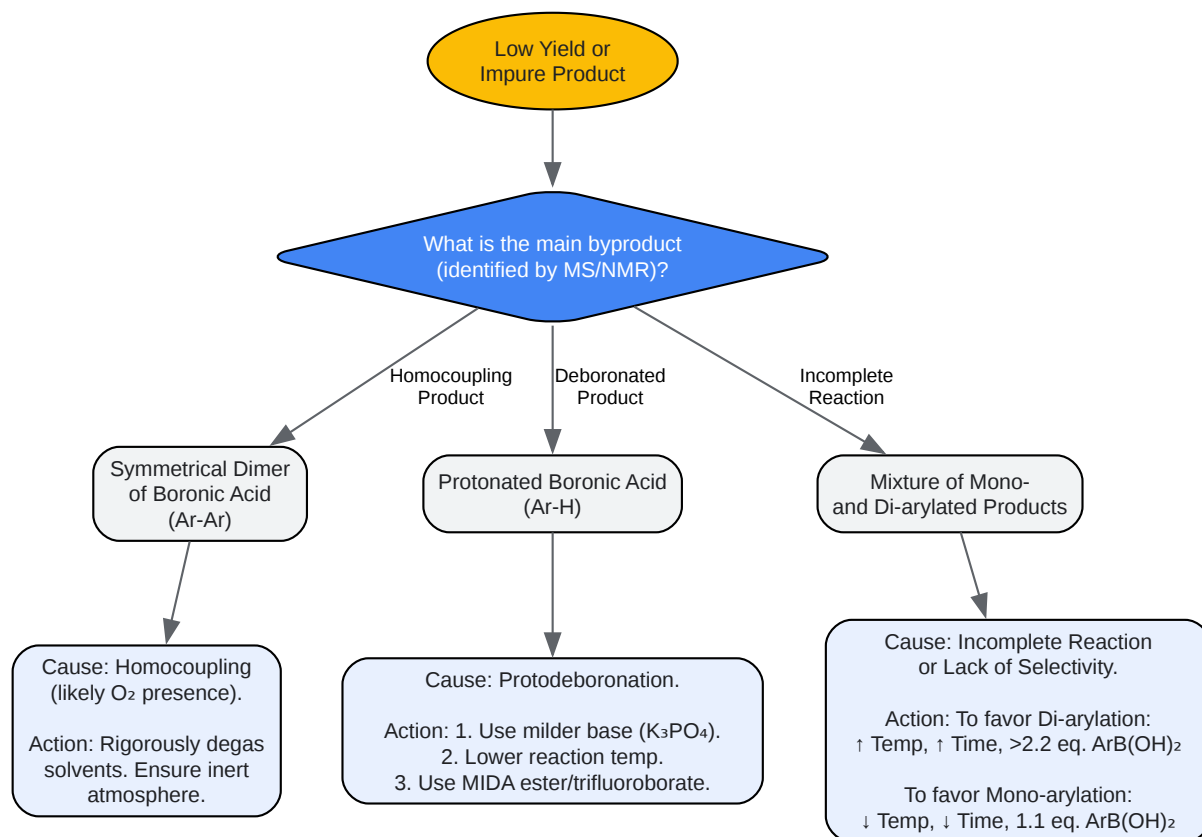 Low Yield or
Impure Product
What is the main byproduct
(identified by MS/NMR)?
Homocoupling
Product
Deboronated
Product
Incomplete
Reaction
Symmetrical Dimer
of Boronic Acid
(Ar-Ar)
Protonated Boronic Acid
(Ar-H)
Mixture of Mono-
and Di-arylated Products
Cause: Homocoupling
(likely O₂ presence).
Action: Rigorously degas
solvents. Ensure inert
atmosphere.
Cause: Protodeboronation.
Action: 1. Use milder base (K₃PO₄).
2. Lower reaction temp.
3. Use MIDA ester/trifluoroborate.
Cause: Incomplete Reaction
or Lack of Selectivity.
Action: To favor Di-arylation:
↑ Temp, ↑ Time, >2.2 eq. ArB(OH)₂
To favor Mono-arylation:
↓ Temp, ↓ Time, 1.1 eq. ArB(OH)₂